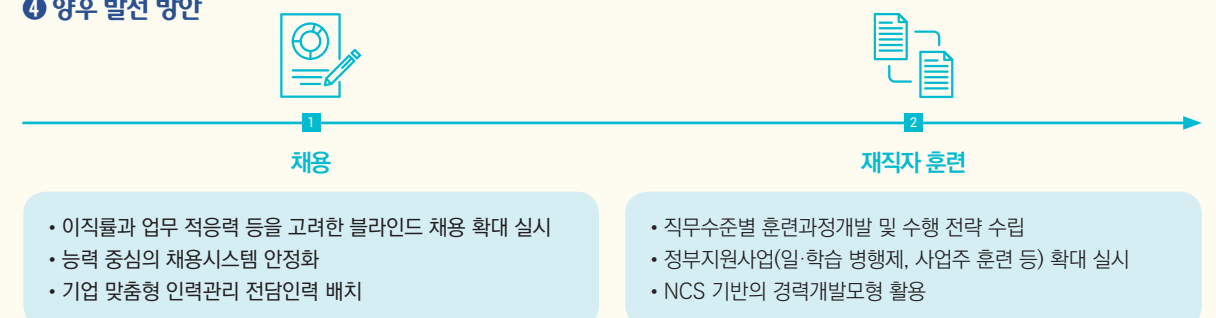 ❹ 향후 발전 방안
1
2
채용
재직자 훈련
• 이직률과 업무 적응력 등을 고려한 블라인드 채용 확대 실시
• 능력 중심의 채용시스템 안정화
• 기업 맞춤형 인력관리 전담인력 배치
• 직무수준별 훈련과정개발 및 수행 전략 수립
• 정부지원사업(일·학습 병행제, 사업주 훈련 등) 확대 실시
• NCS 기반의 경력개발모형 활용